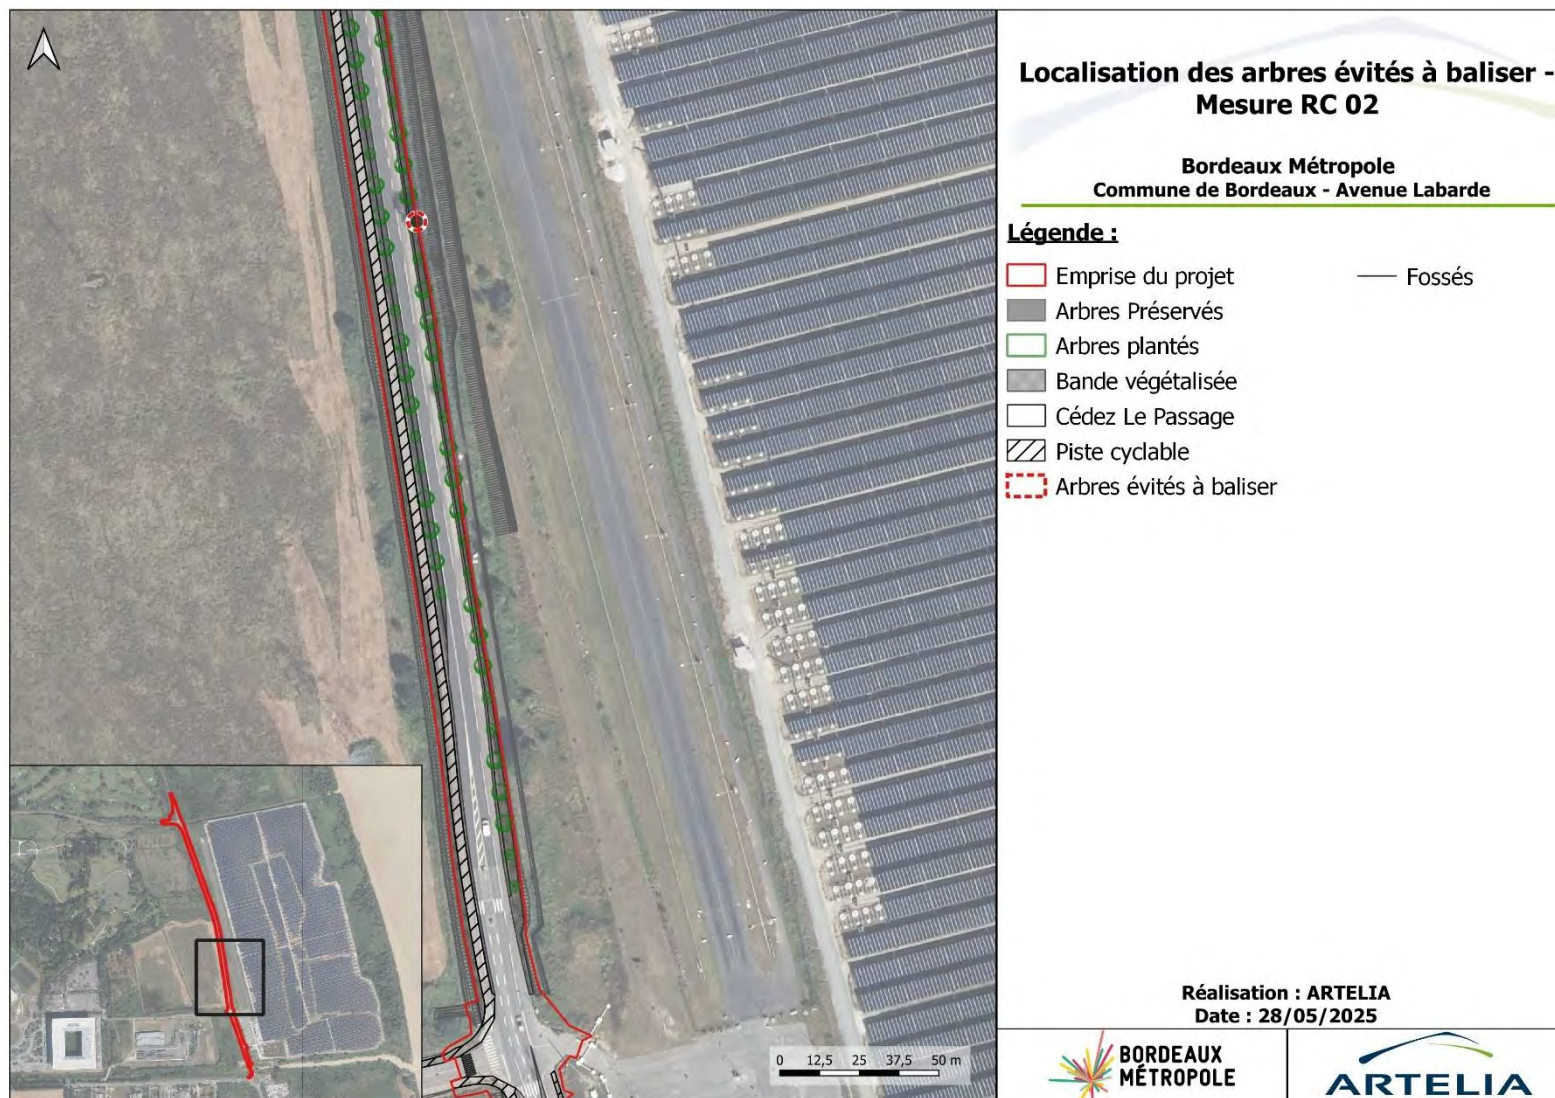 Localisation des arbres évités à baliser -
Mesure RC 02
Bordeaux Métropole
Commune de Bordeaux - Avenue Labarde
Légende :
Emprise du projet
Fossés
Arbres Préservés
Arbres plantés
Bande végétalisée
Cédez Le Passage
Piste cyclable
Arbres évités à baliser
Réalisation : ARTELIA
Date : 28/05/2025
0 12,5 25 37,5 50 m
BORDEAUX
MÉTROPOLE
ARTELIA